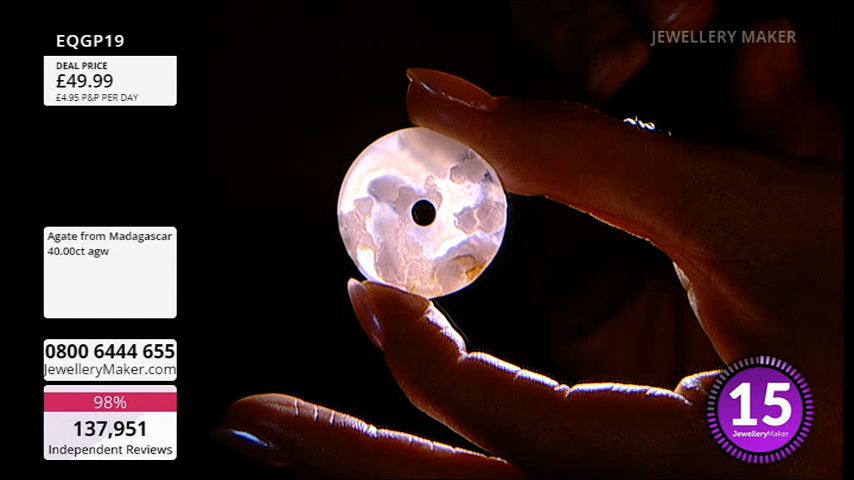 EQGP19
DEAL PRICE
£49.99
£4.95 P&P PER DAY
JEWELLERY MAKER
Agate from Madagascar
40.00ct agw
0800 6444 655
JewelleryMaker.com
98%
137,951
Independent Reviews
15
JewelleryMaker